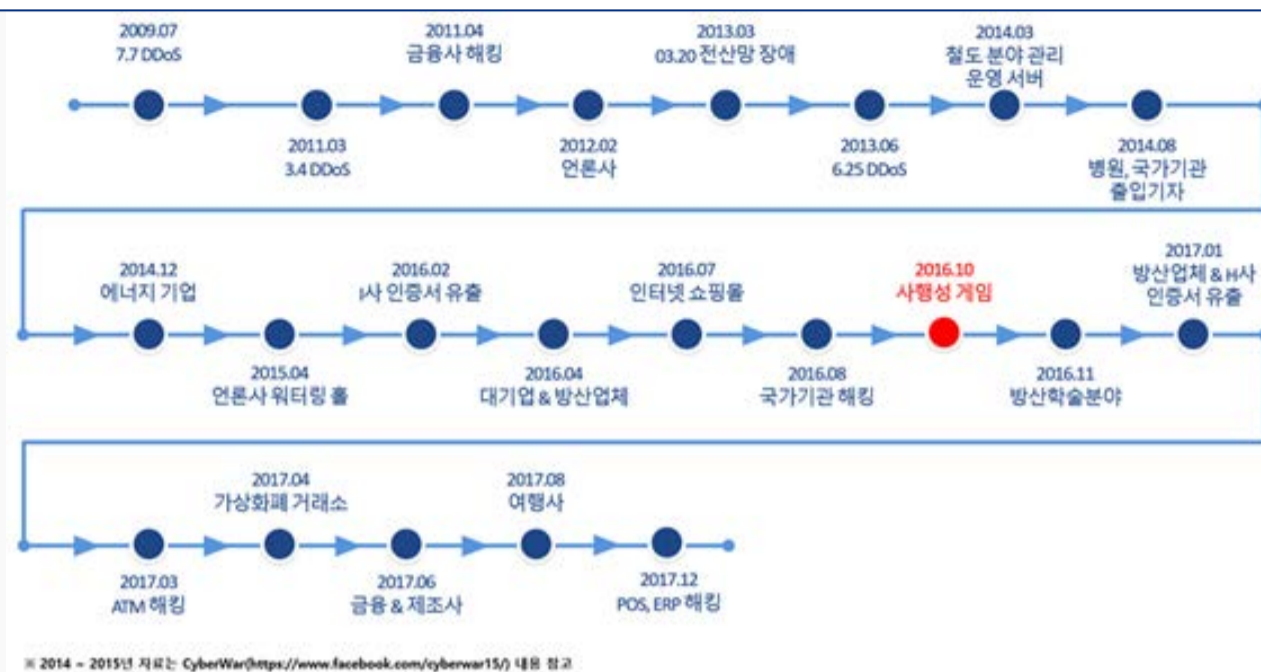 2009.07
7.7 DDoS
2011.03
3.4 DDoS
2011.04
금융사 해킹
2012.02
언론사
2013.03
03.20 전산망 장애
2013.06
6.25 DDoS
2014.03
철도 분야 관리
운영 서버
2014.08
병원, 국가기관
출입기자
2014.12
에너지 기업
2015.04
언론사 워터링 홀
2016.02
I사 인증서 유출
2016.04
대기업 & 방산업체
2016.07
인터넷 쇼핑몰
2016.08
국가기관 해킹
2016.10
사행성 게임
2016.11
방산학술분야
2017.01
방산업체 & H사
인증서 유출
2017.03
ATM 해킹
2017.04
가상화폐 거래소
2017.06
금융 & 제조사
2017.08
여행사
2017.12
POS, ERP 해킹
※ 2014 ~ 2015년 자료는 CyberWar(https://www.facebook.com/cyberwar15/) 내용 참고